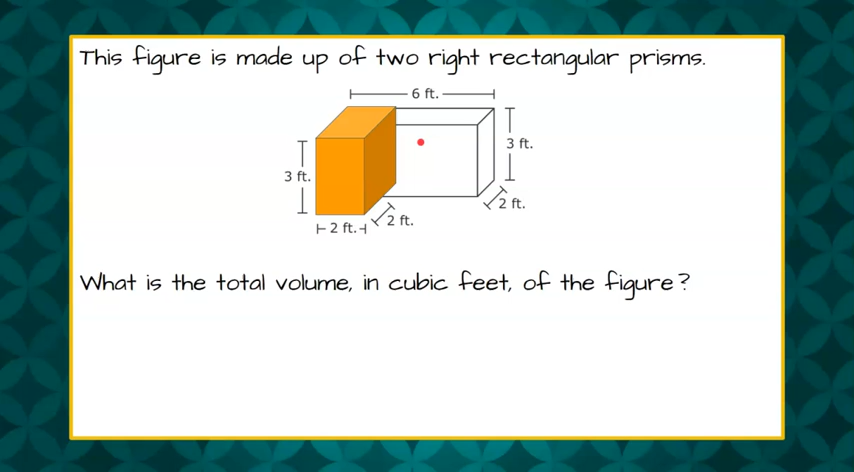 This figure is made up of two right rectangular prisms.
6 ft.
3 ft.
3 ft.
2 ft.
2 ft.
2 ft.
What is the total volume, in cubic feet, of the figure?